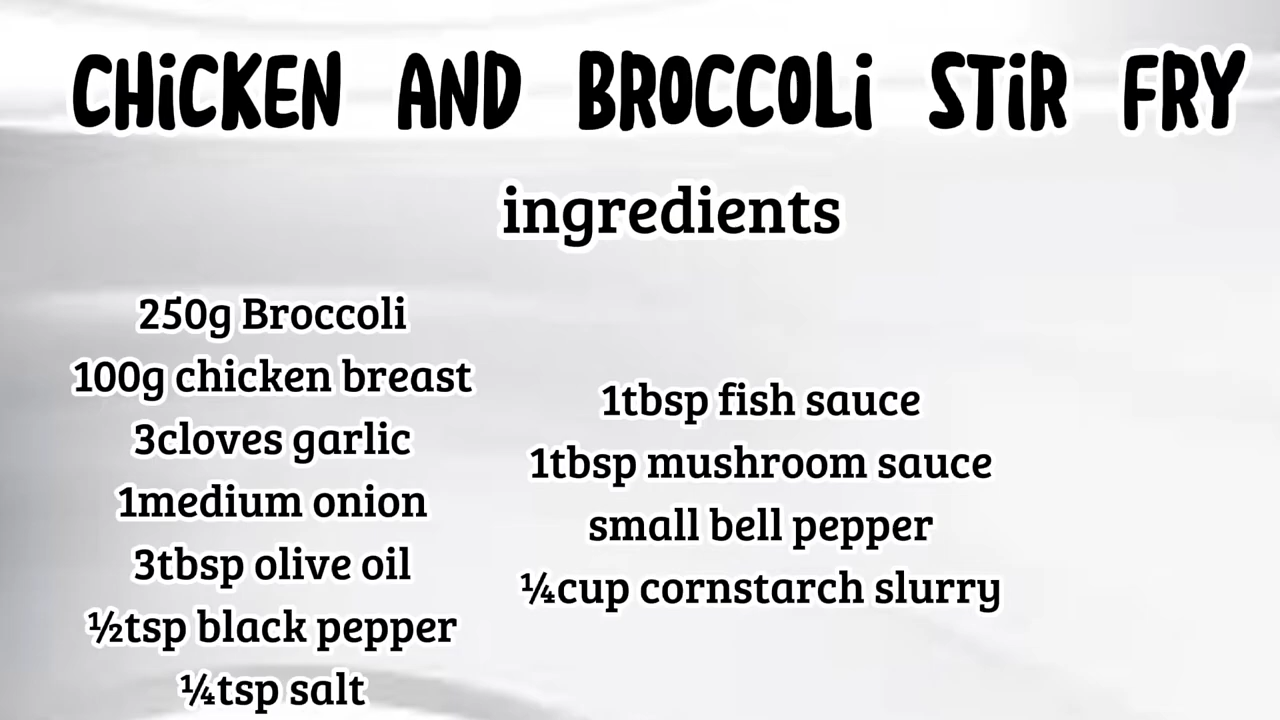 CHiCKEN AND BROCCOLi STiR FRY
ingredients
250g Broccoli
100g chicken breast
3cloves garlic
1medium onion
3tbsp olive oil
½tsp black pepper
¼tsp salt
1tbsp fish sauce
1tbsp mushroom sauce
small bell pepper
¼cup cornstarch slurry